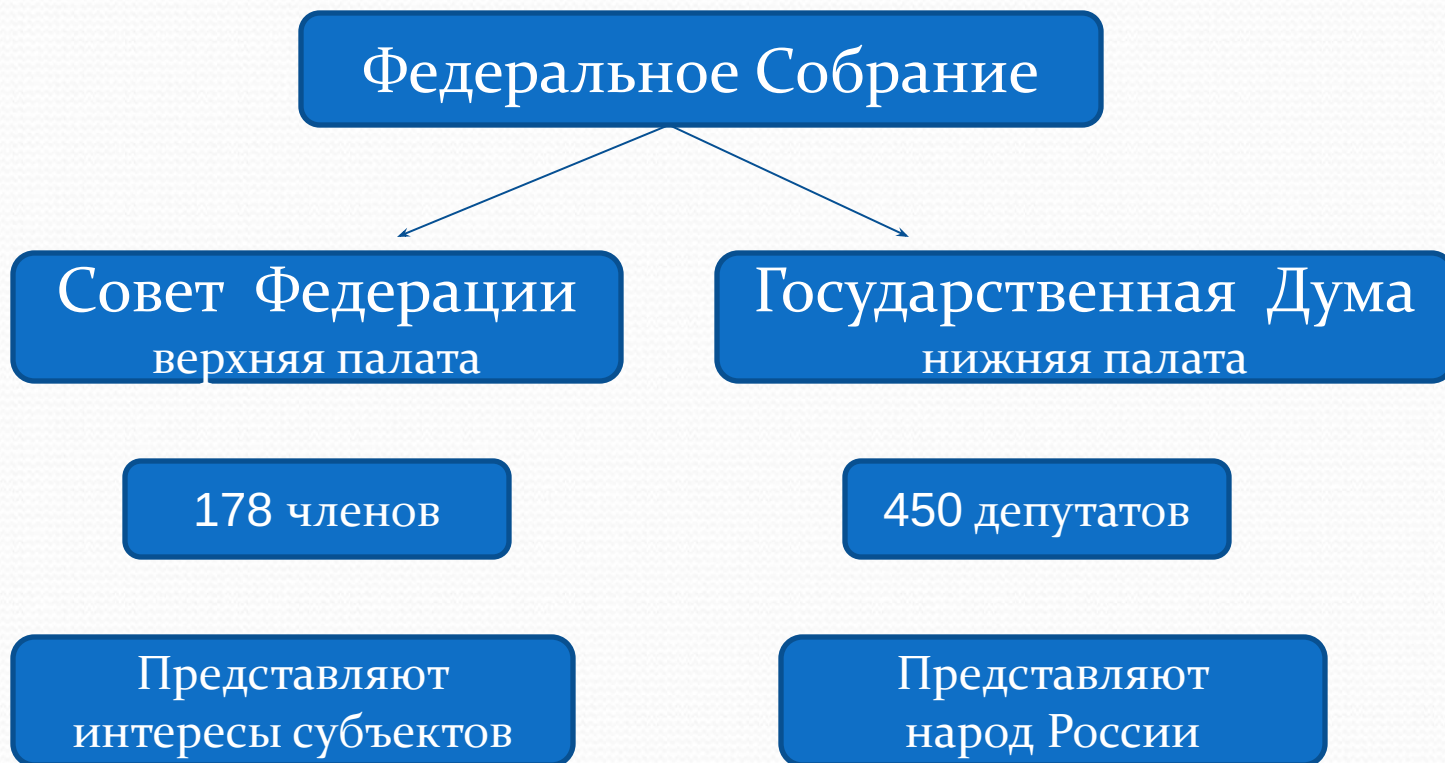 Федеральное Собрание
Совет Федерации
верхняя палата
Государственная Дума
нижняя палата
178 членов
450 депутатов
Представляют
интересы субъектов
Представляют
народ России